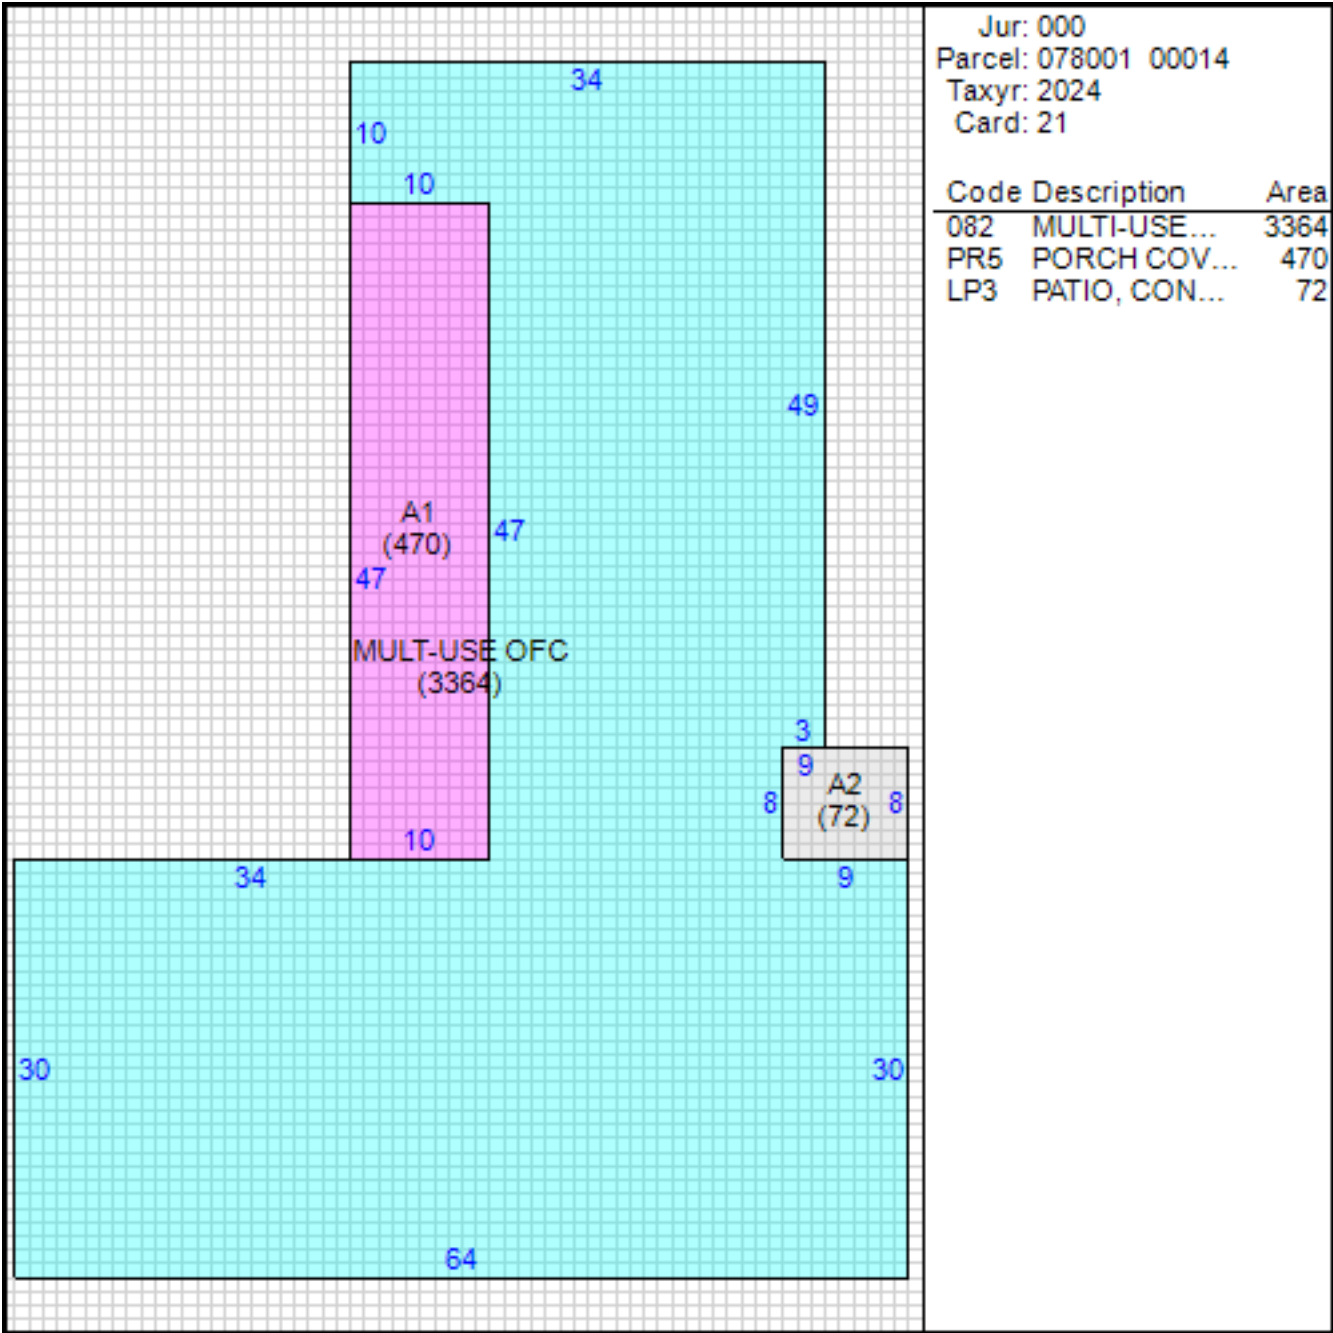 34
10
10
49
A1
(470)
47
47
MULT-USE OFC
(3364)
3
9
A2
(72)
8
8
10
34
9
30
30
64
Jur: 000
Parcel: 078001 00014
Taxyr: 2024
Card: 21
Code Description Area
082 MULTI-USE... 3364
PR5 PORCH COV... 470
LP3 PATIO, CON... 72